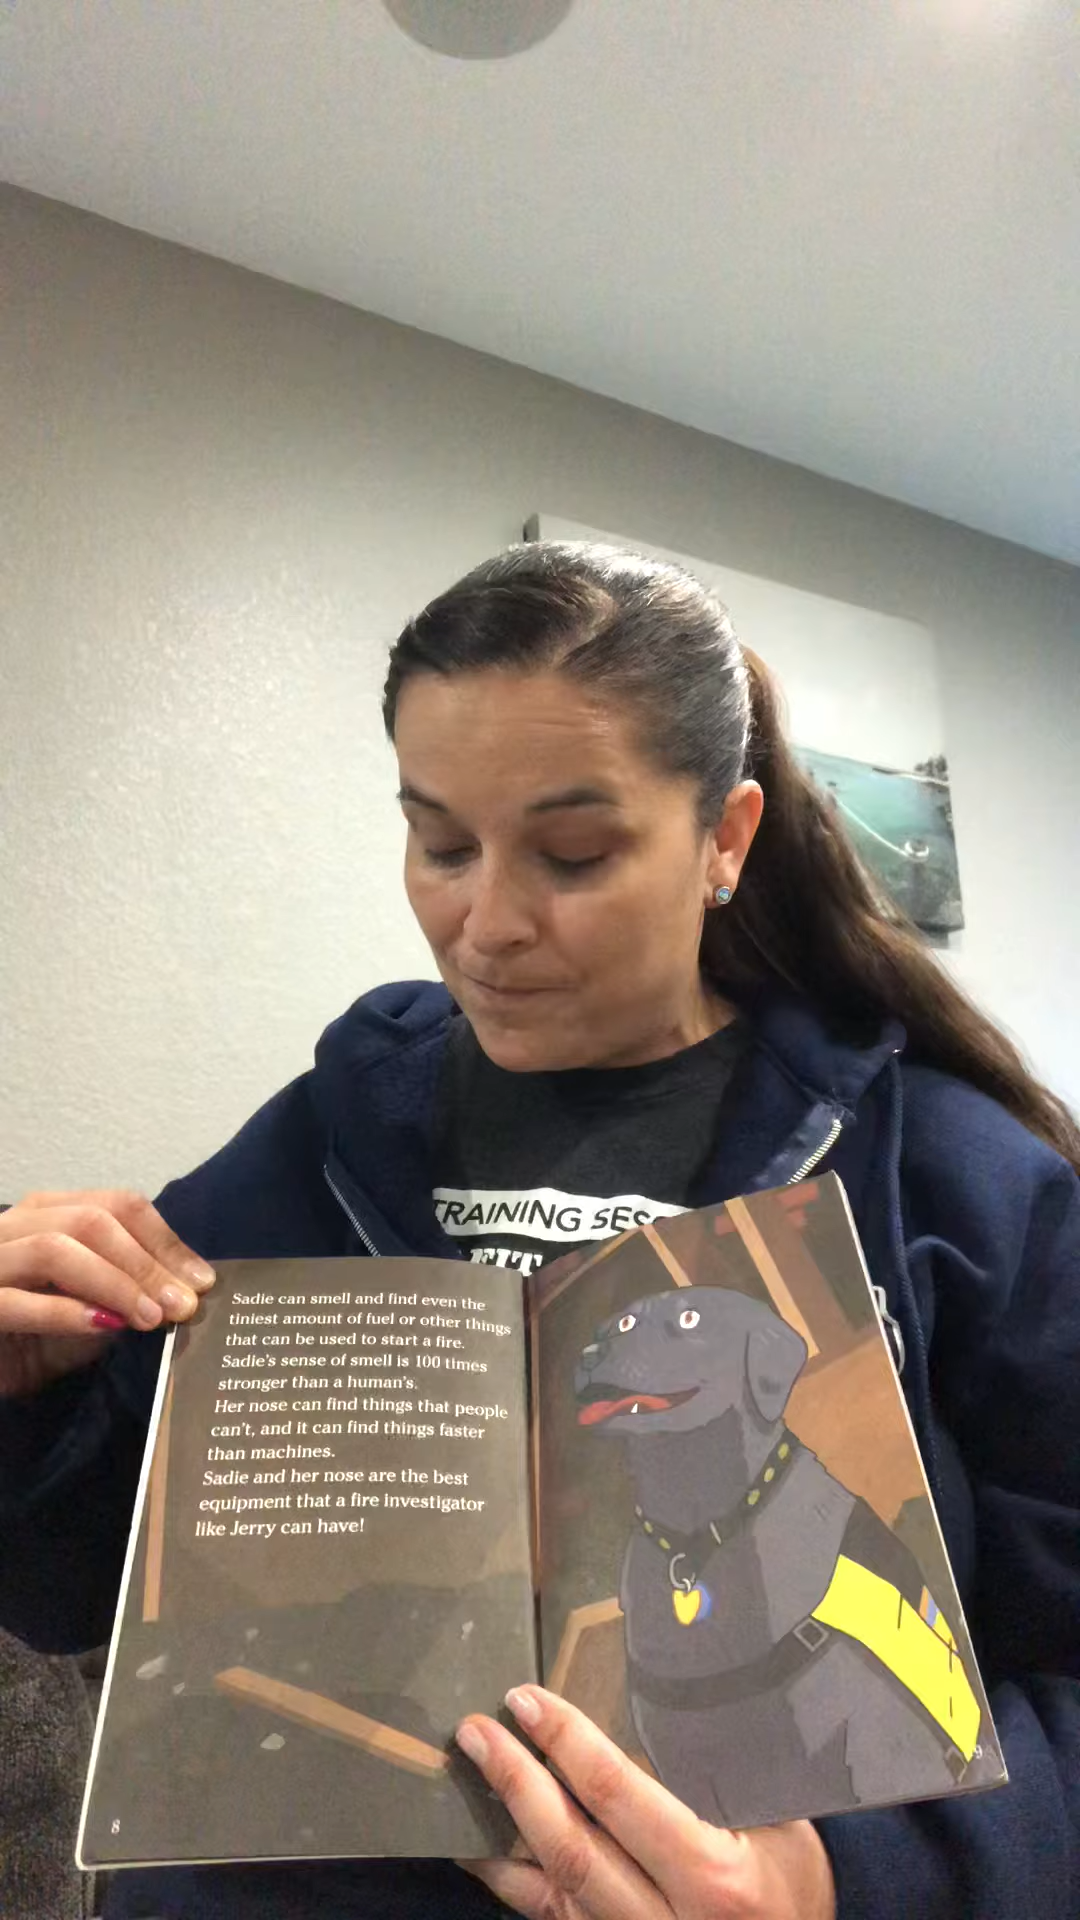 TRAINING SES
FIT
Sadie can smell and find even the
tiniest amount of fuel or other things
that can be used to start a fire.
Sadie's sense of smell is 100 times
stronger than a human's.
Her nose can find things that people
can't, and it can find things faster
than machines.
Sadie and her nose are the best
equipment that a fire investigator
like Jerry can have!
8
9